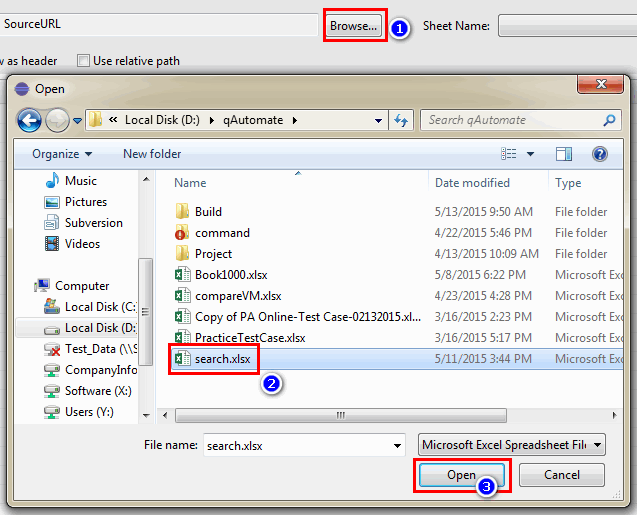 SourceURL Browse... 1 Sheet Name:
w as header Use relative path
Open
Local Disk (D:) qAutomate Search qAutomate
Organize New folder
Name Date modified Type
Music
Pictures
Subversion
Videos
Computer
Local Disk (C:
Local Disk (D:
Test_Data (\\S
CompanyInfo
Software (X:)
Users (Y:)
Build 5/13/2015 9:50 AM File folder
command 4/22/2015 5:46 PM File folder
Project 4/13/2015 10:09 AM File folder
Book1000.xlsx 5/8/2015 6:22 PM Microsoft Exc
compareVM.xlsx 4/23/2015 4:28 PM Microsoft Exc
Copy of PA Online-Test Case-02132015.xl... 3/16/2015 2:23 PM Microsoft Exc
PracticeTestCase.xlsx 3/16/2015 5:17 PM Microsoft Exc
search.xlsx 5/11/2015 3:44 PM Microsoft Exc
2
File name: search.xlsx Microsoft Excel Spreadsheet File
Open 3 Cancel